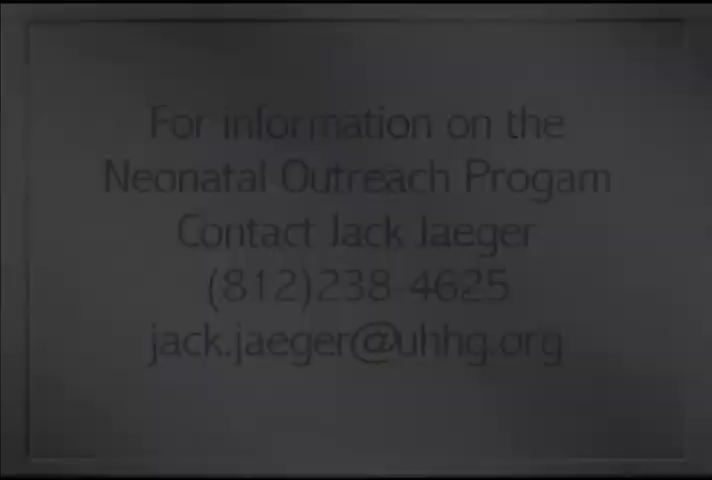 For information on the
Neonatal Outreach Progam
Contact Jack Jaeger
(812)238-4625
jack.jaeger@uhhg.org